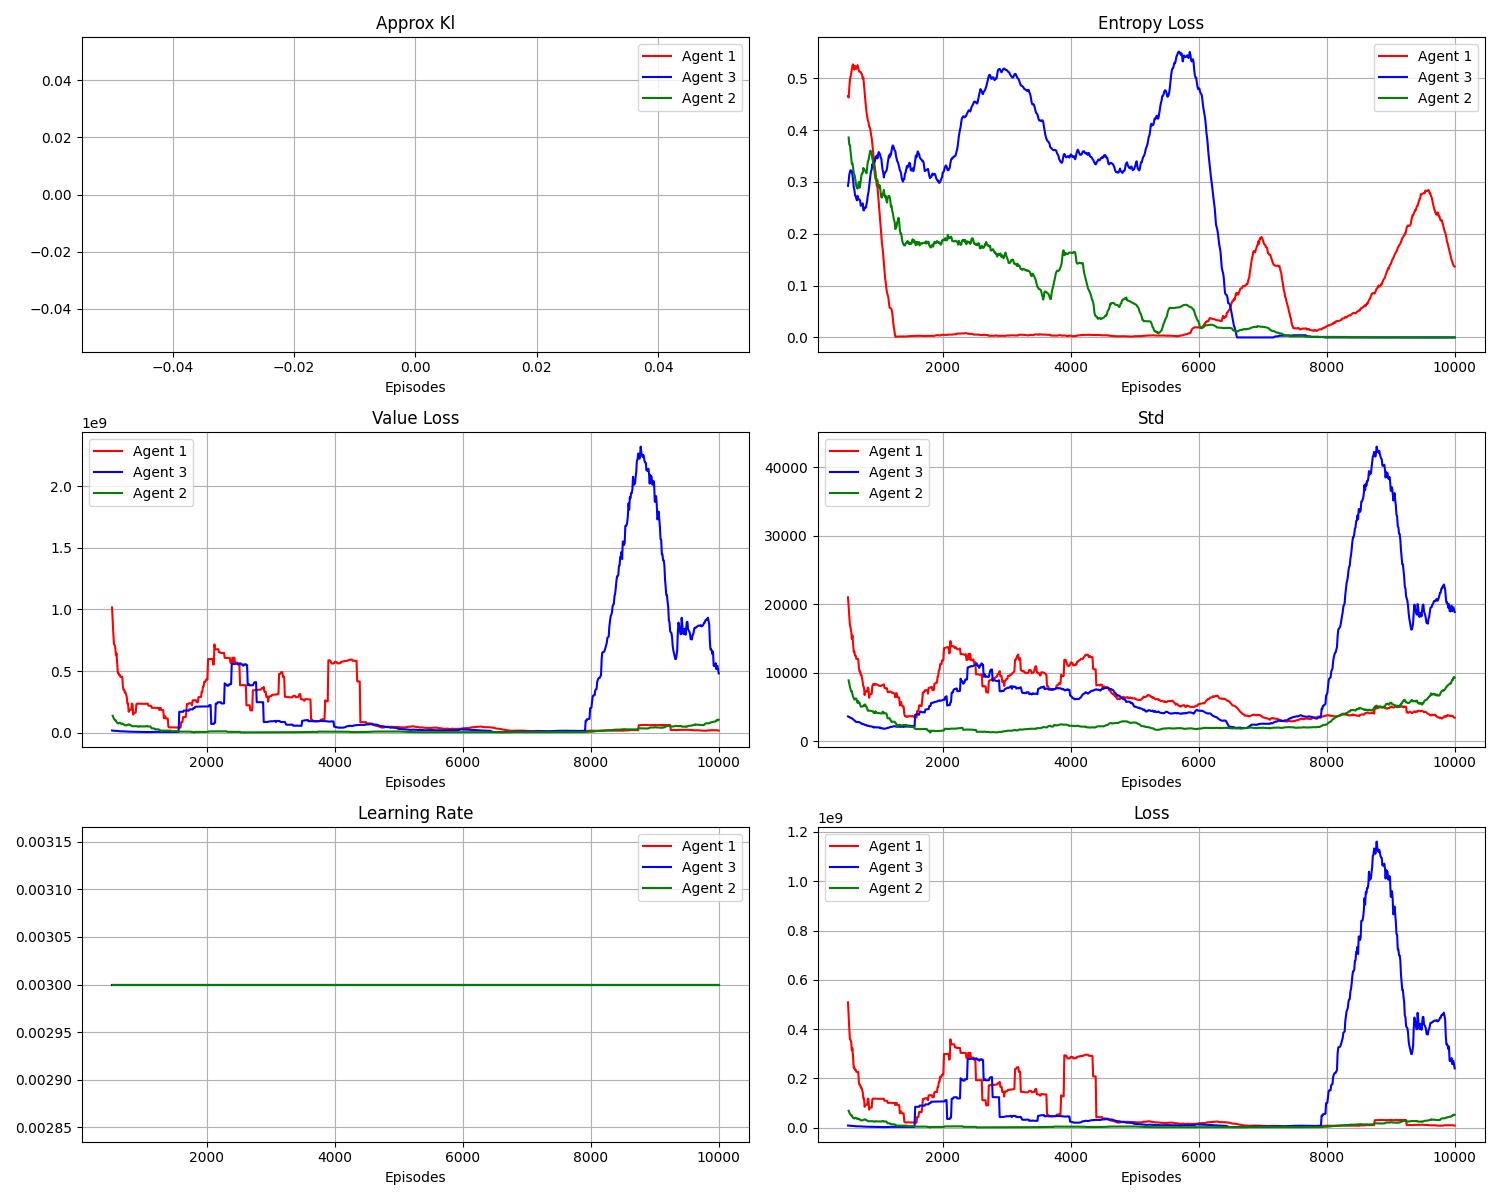 Approx Kl
Agent 1
Agent 3
Agent 2
0.04
0.02
0.00
−0.02
−0.04
−0.04 −0.02 0.00 0.02 0.04
Episodes
Entropy Loss
Agent 1
Agent 3
Agent 2
0.5
0.4
0.3
0.2
0.1
0.0
2000 4000 6000 8000 10000
Episodes
1e9
Value Loss
Agent 1
Agent 3
Agent 2
2.0
1.5
1.0
0.5
0.0
2000 4000 6000 8000 10000
Episodes
Std
Agent 1
Agent 3
Agent 2
40000
30000
20000
10000
0
2000 4000 6000 8000 10000
Episodes
Learning Rate
Agent 1
Agent 3
Agent 2
0.00315
0.00310
0.00305
0.00300
0.00295
0.00290
0.00285
2000 4000 6000 8000 10000
Episodes
1e9
Loss
Agent 1
Agent 3
Agent 2
1.2
1.0
0.8
0.6
0.4
0.2
0.0
2000 4000 6000 8000 10000
Episodes